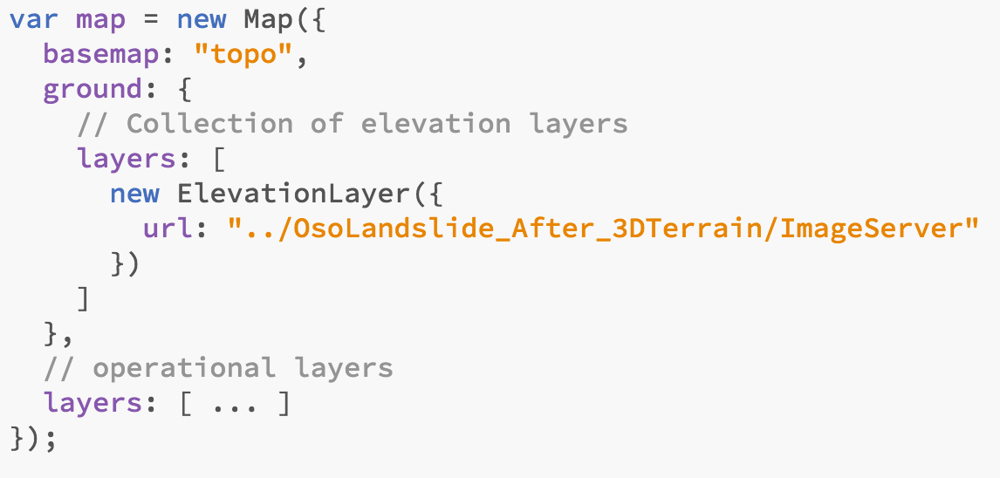 var map = new Map({
  basemap: "topo",
  ground: {
    // Collection of elevation layers
    layers: [
      new ElevationLayer({
        url: "../OsoLandslide_After_3DTerrain/ImageServer"
      })
    ]
  },
  // operational layers
  layers: [ ... ]
});